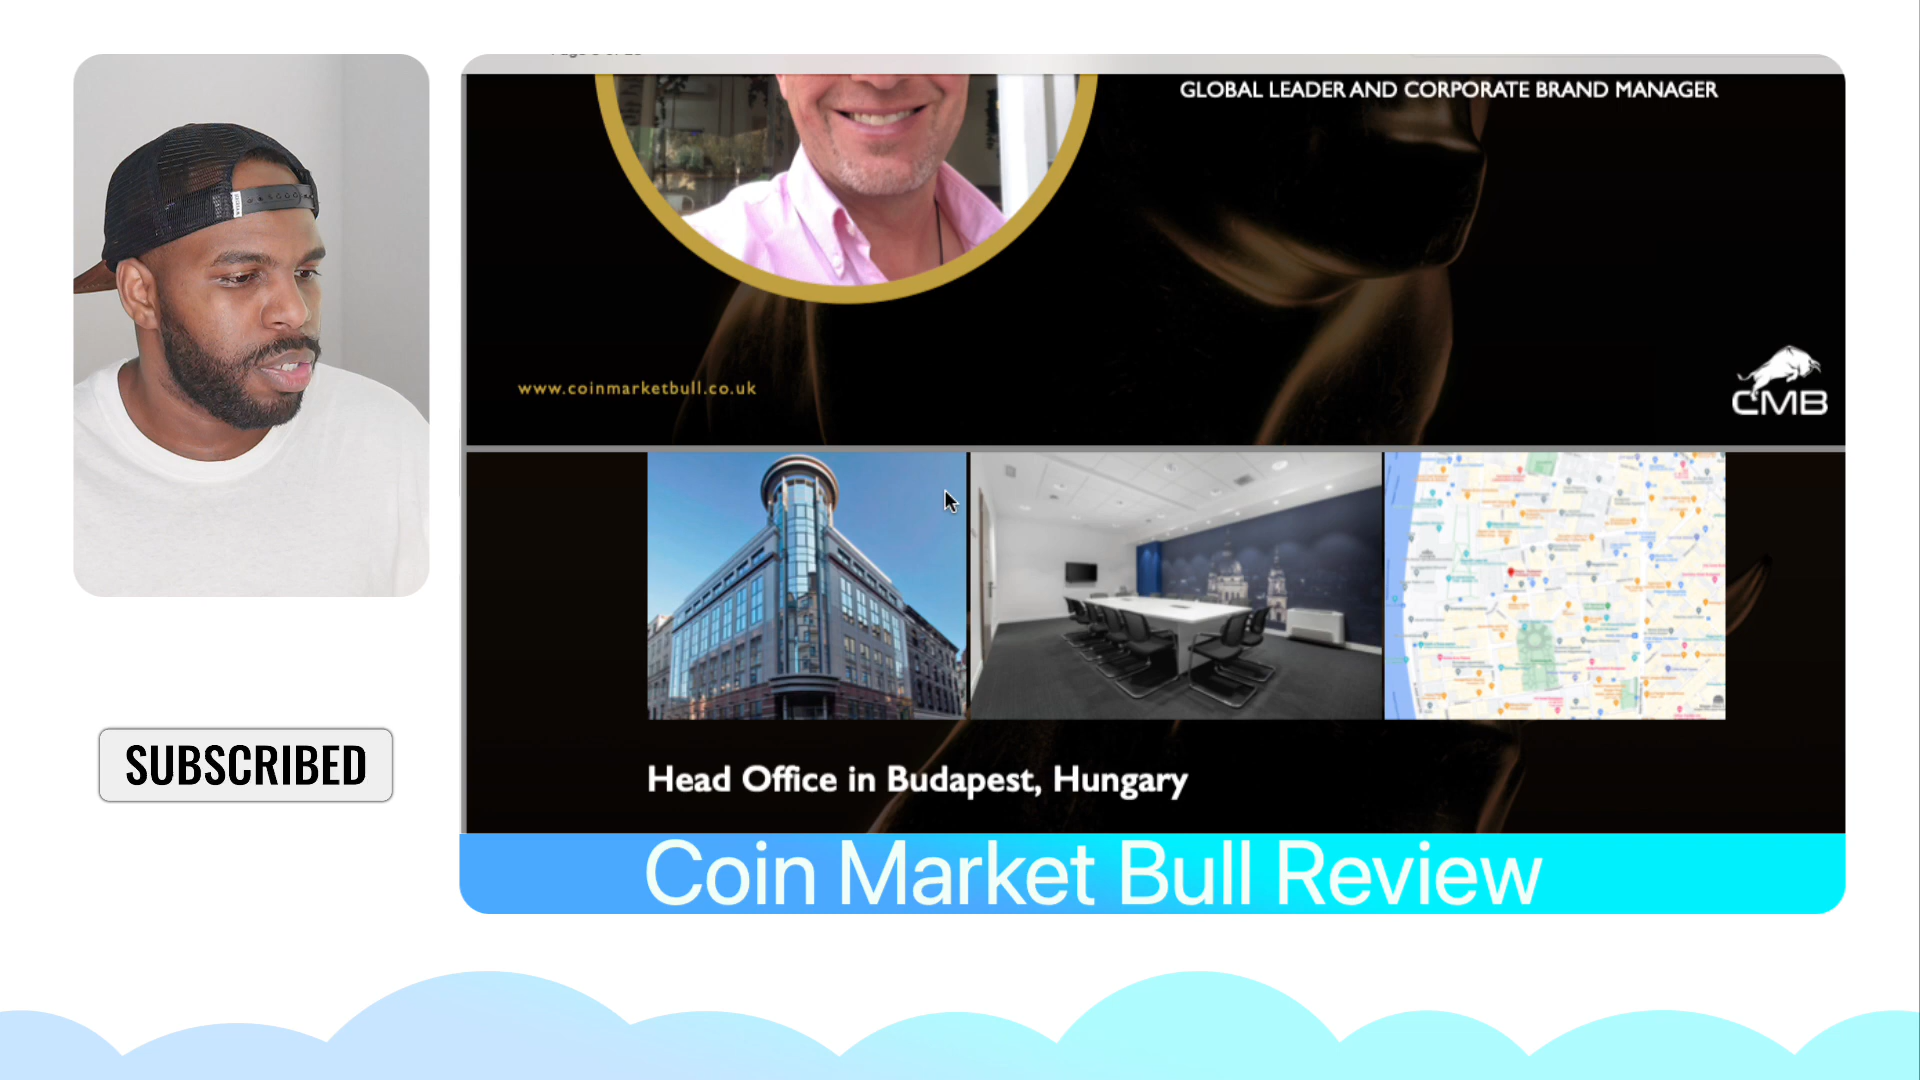 GLOBAL LEADER AND CORPORATE BRAND MANAGER
www.coinmarketbull.co.uk
CMB
Head Office in Budapest, Hungary
SUBSCRIBED
Coin Market Bull Review